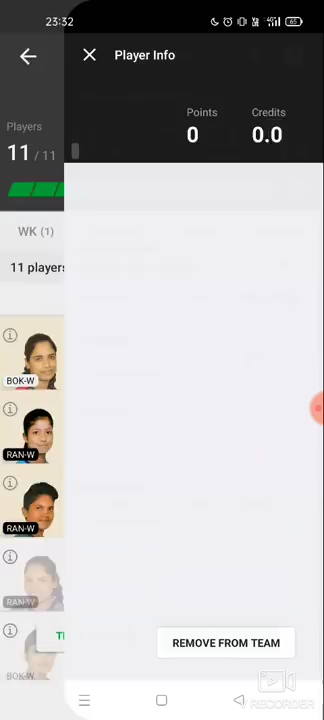 23:32
65
Player Info
Players
11 / 11
Points
Credits
0
0.0
WK (1)
11 players
BOK-W
RAN-W
RAN-W
RAN-W
BOK-W
REMOVE FROM TEAM
RECORDER